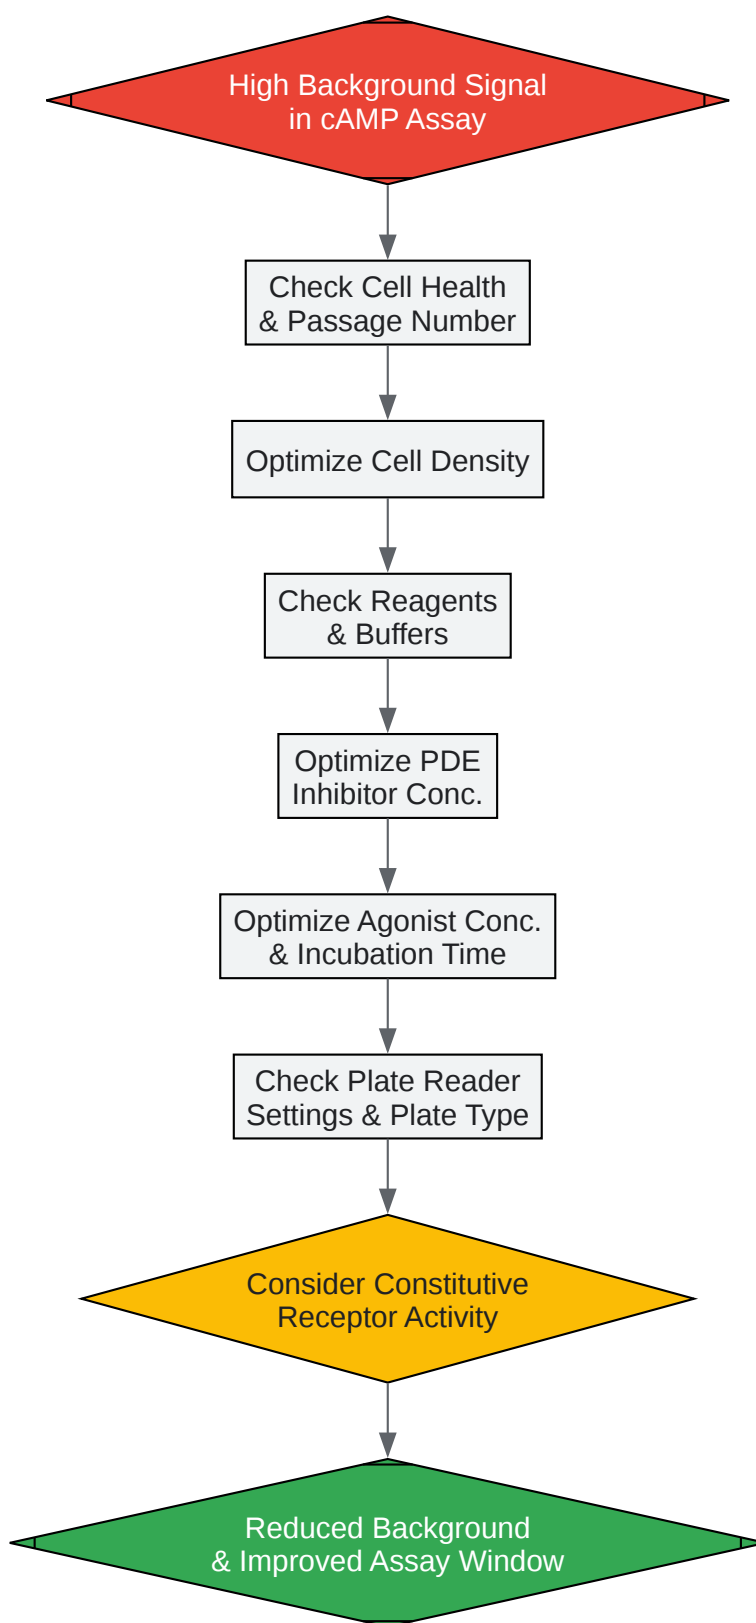 High Background Signal
in cAMP Assay
Check Cell Health
& Passage Number
Optimize Cell Density
Check Reagents
& Buffers
Optimize PDE
Inhibitor Conc.
Optimize Agonist Conc.
& Incubation Time
Check Plate Reader
Settings & Plate Type
Consider Constitutive
Receptor Activity
Reduced Background
& Improved Assay Window